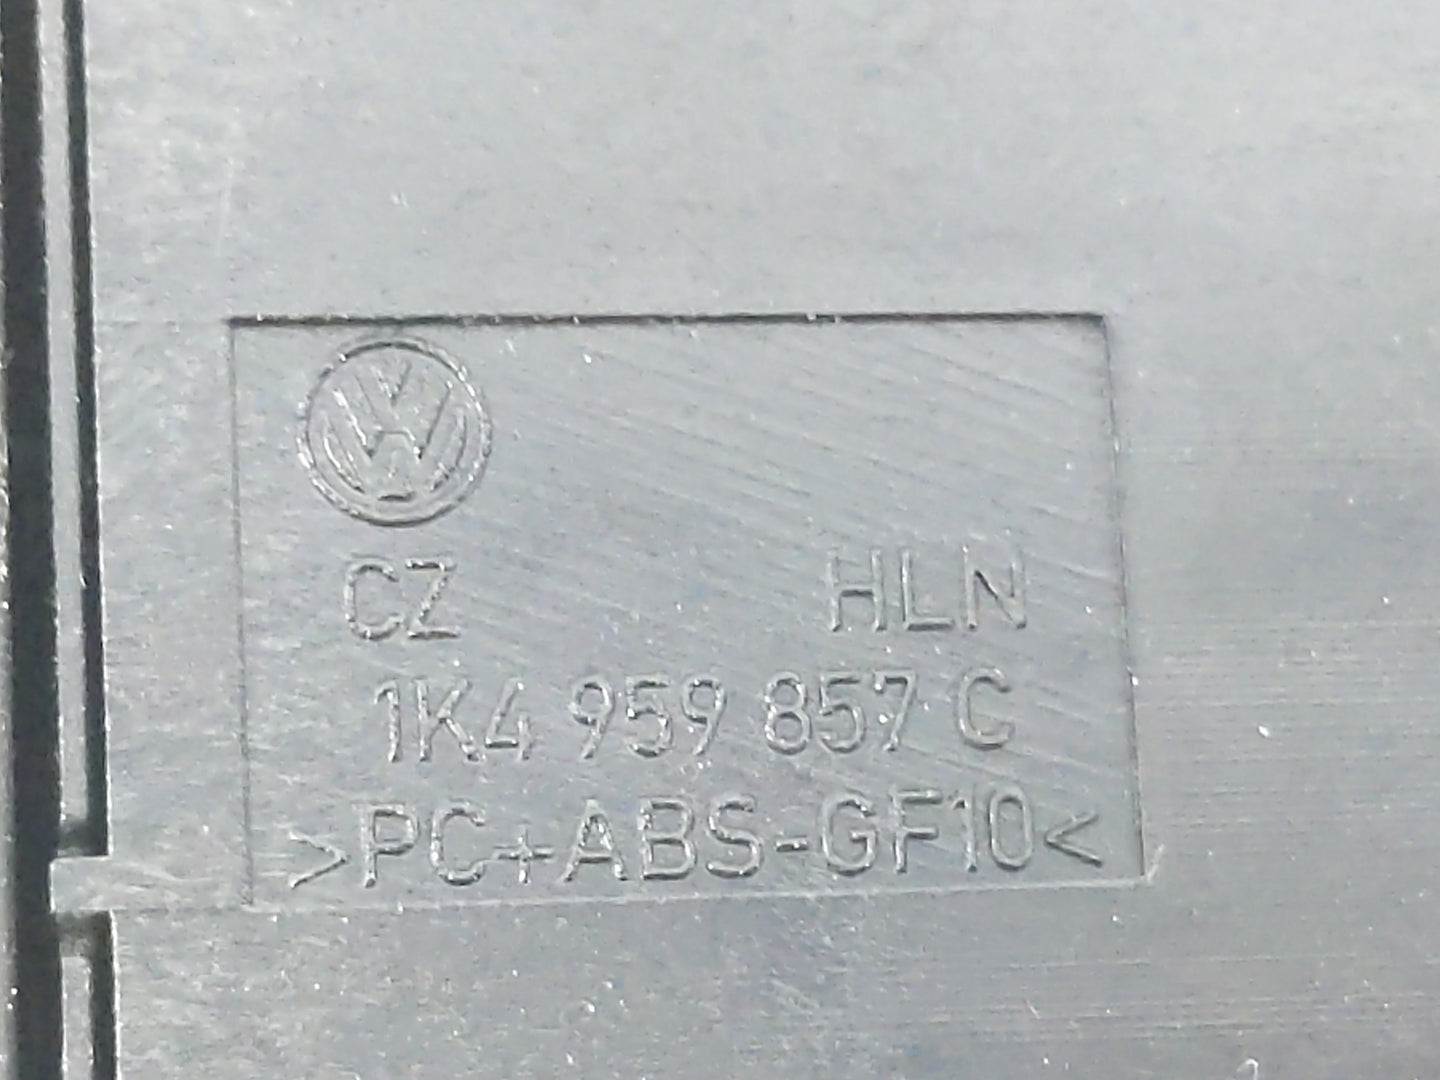 CZ HLN
1K4 959 857 C
>PC+ABS-GF10<